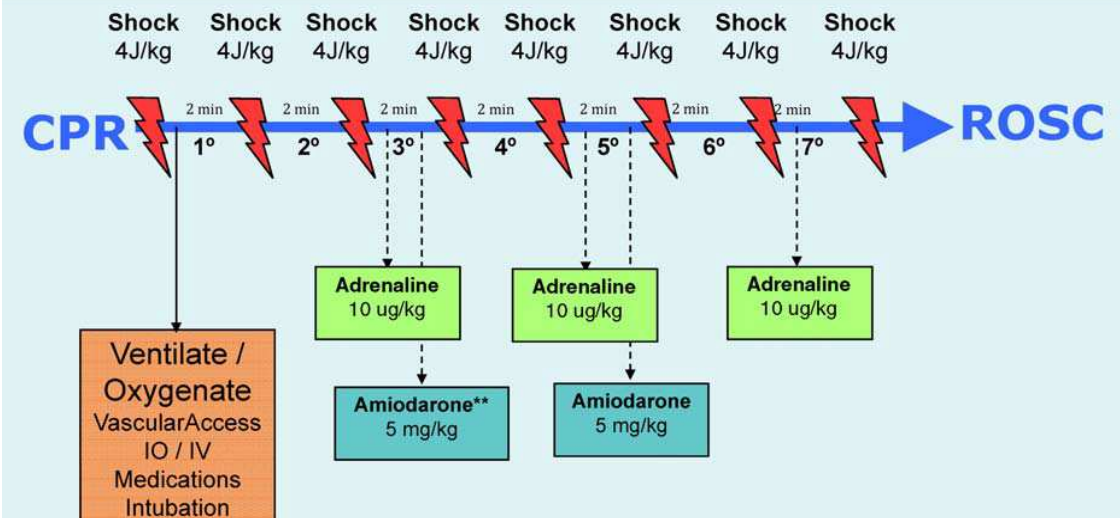 Shock Shock Shock Shock Shock Shock Shock Shock
4J/kg 4J/kg 4J/kg 4J/kg 4J/kg 4J/kg 4J/kg 4J/kg
2 min 2 min 2 min 2 min 2 min 2 min 2 min
CPR ROSC
1º 2º 3º 4º 5º 6º 7º
Adrenaline
10 ug/kg
Adrenaline
10 ug/kg
Adrenaline
10 ug/kg
Ventilate /
Oxygenate
VascularAccess
IO / IV
Medications
Intubation
Amiodarone**
5 mg/kg
Amiodarone
5 mg/kg